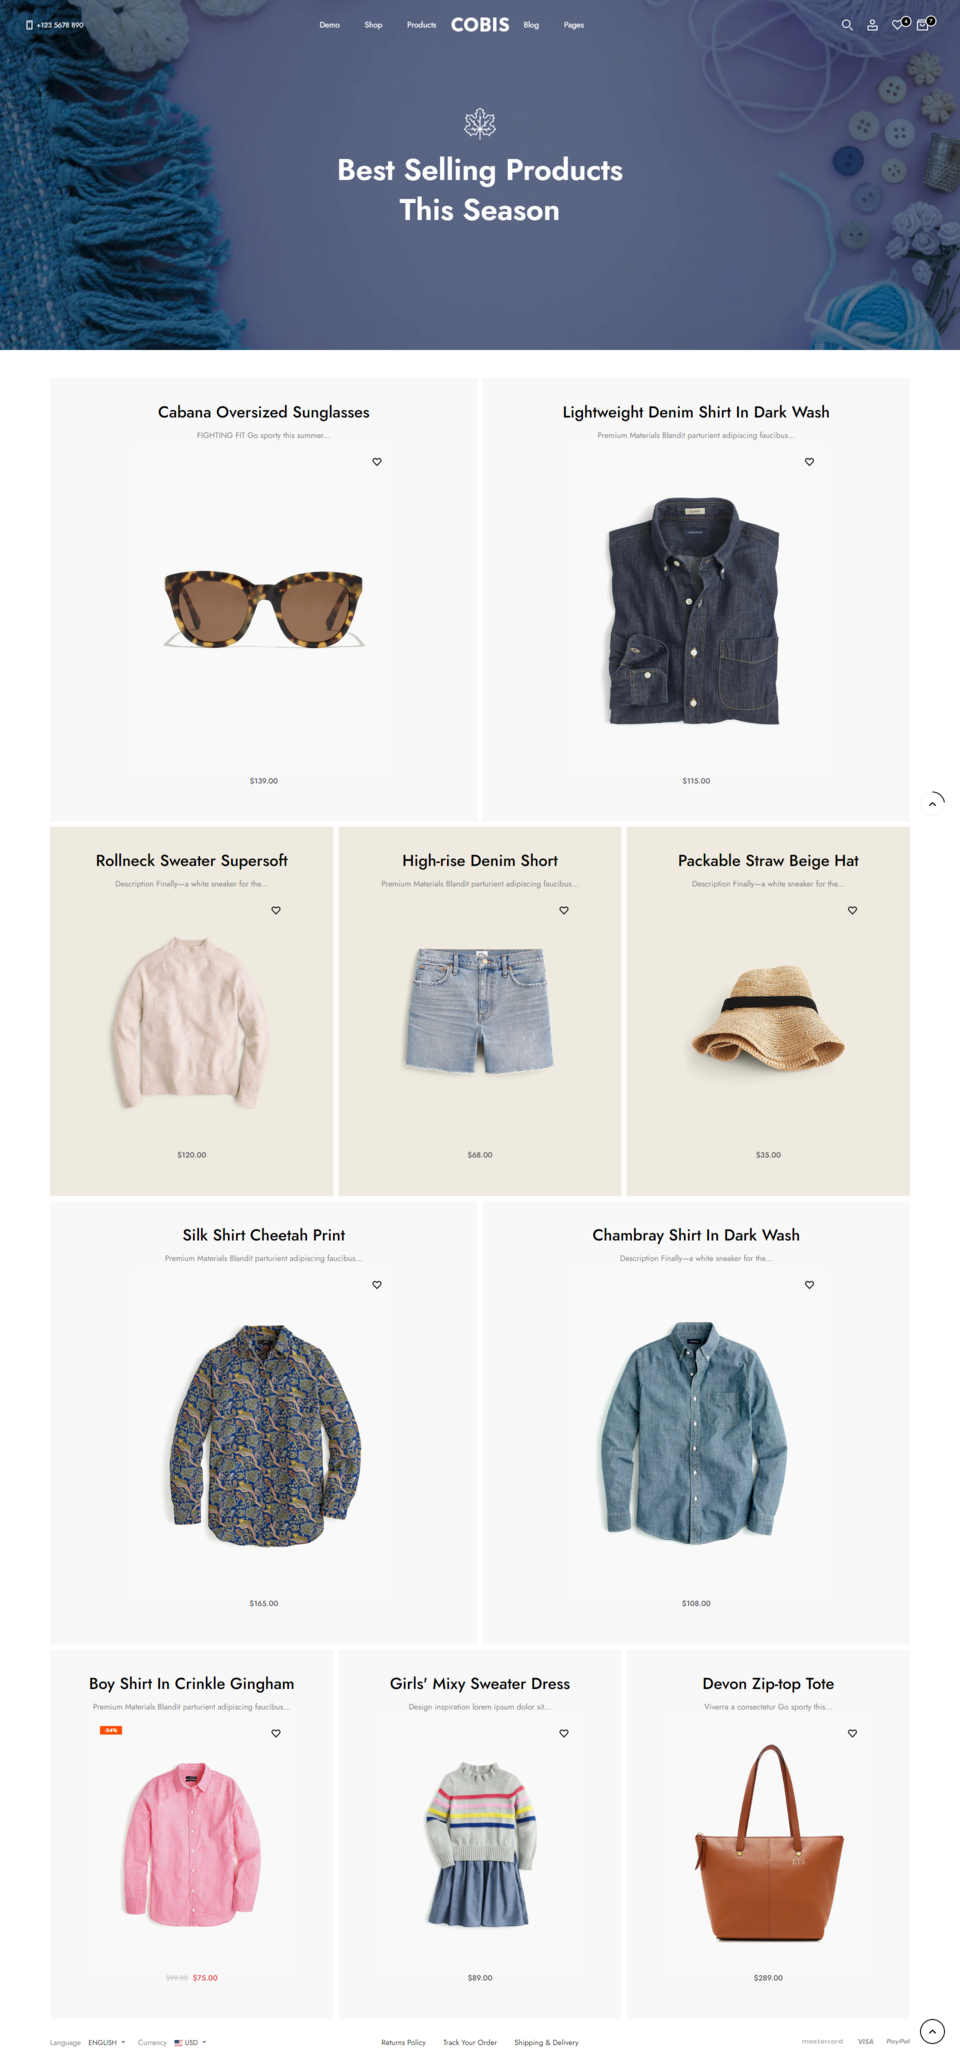 +123 5678 890
Demo Shop Products COBIS Blog Pages
4 7
Best Selling Products
This Season
Cabana Oversized Sunglasses
FIGHTING FIT Go sporty this summer...
$139.00
Lightweight Denim Shirt In Dark Wash
Premium Materials Blandit parturient adipiscing faucibus...
$115.00
Rollneck Sweater Supersoft
Description Finally—a white sneaker for the...
$120.00
High-rise Denim Short
Premium Materials Blandit parturient adipiscing faucibus...
$68.00
Packable Straw Beige Hat
Description Finally—a white sneaker for the...
$35.00
Silk Shirt Cheetah Print
Premium Materials Blandit parturient adipiscing faucibus...
$165.00
Chambray Shirt In Dark Wash
Description Finally—a white sneaker for the...
$108.00
Boy Shirt In Crinkle Gingham
Premium Materials Blandit parturient adipiscing faucibus...
-24%
$99.00 $75.00
Girls' Mixy Sweater Dress
Design inspiration lorem ipsum dolor sit...
$89.00
Devon Zip-top Tote
Viverra a consectetur Go sporty this...
$289.00
Language ENGLISH Currency USD
Returns Policy Track Your Order Shipping & Delivery
mastercard VISA PayPal